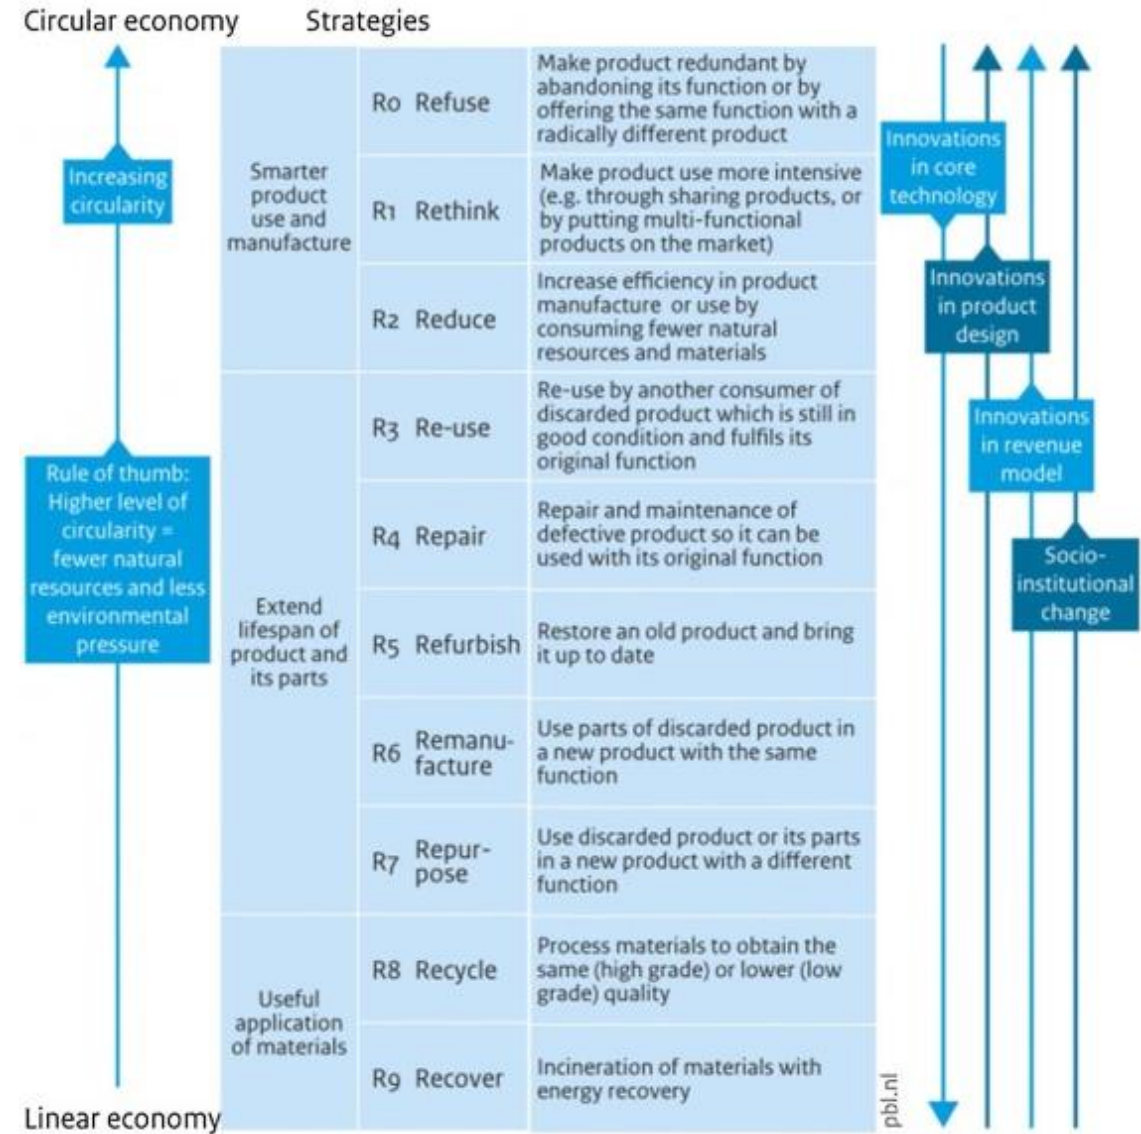 Circular economy
Strategies
Increasing
circularity
Rule of thumb:
Higher level of
circularity =
fewer natural
resources and less
environmental
pressure
Linear economy
Smarter
product
use and
manufacture
R0 Refuse
Make product redundant by
abandoning its function or by
offering the same function with a
radically different product
R1 Rethink
Make product use more intensive
(e.g. through sharing products, or
by putting multi-functional
products on the market)
R2 Reduce
Increase efficiency in product
manufacture or use by
consuming fewer natural
resources and materials
Extend
lifespan of
product and
its parts
R3 Re-use
Re-use by another consumer of
discarded product which is still in
good condition and fulfils its
original function
R4 Repair
Repair and maintenance of
defective product so it can be
used with its original function
R5 Refurbish
Restore an old product and bring
it up to date
R6 Remanu-
facture
Use parts of discarded product in
a new product with the same
function
R7 Repur-
pose
Use discarded product or its parts
in a new product with a different
function
Useful
application
of materials
R8 Recycle
Process materials to obtain the
same (high grade) or lower (low
grade) quality
R9 Recover
Incineration of materials with
energy recovery
Innovations
in core
technology
Innovations
in product
design
Innovations
in revenue
model
Socio-
institutional
change
pbl.nl